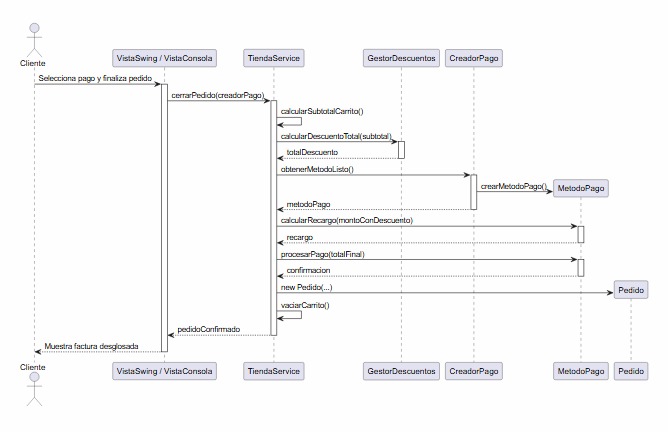 Cliente
VistaSwing / VistaConsola
TiendaService
GestorDescuentos
CreadorPago
Selecciona pago y finaliza pedido
cerrarPedido(creadorPago)
calcularSubtotalCarrito()
calcularDescuentoTotal(subtotal)
totalDescuento
obtenerMetodoListo()
crearMetodoPago()
MetodoPago
metodoPago
calcularRecargo(montoConDescuento)
recargo
procesarPago(totalFinal)
confirmacion
new Pedido(...)
Pedido
vaciarCarrito()
pedidoConfirmado
Muestra factura desglosada
Cliente
VistaSwing / VistaConsola
TiendaService
GestorDescuentos
CreadorPago
MetodoPago
Pedido